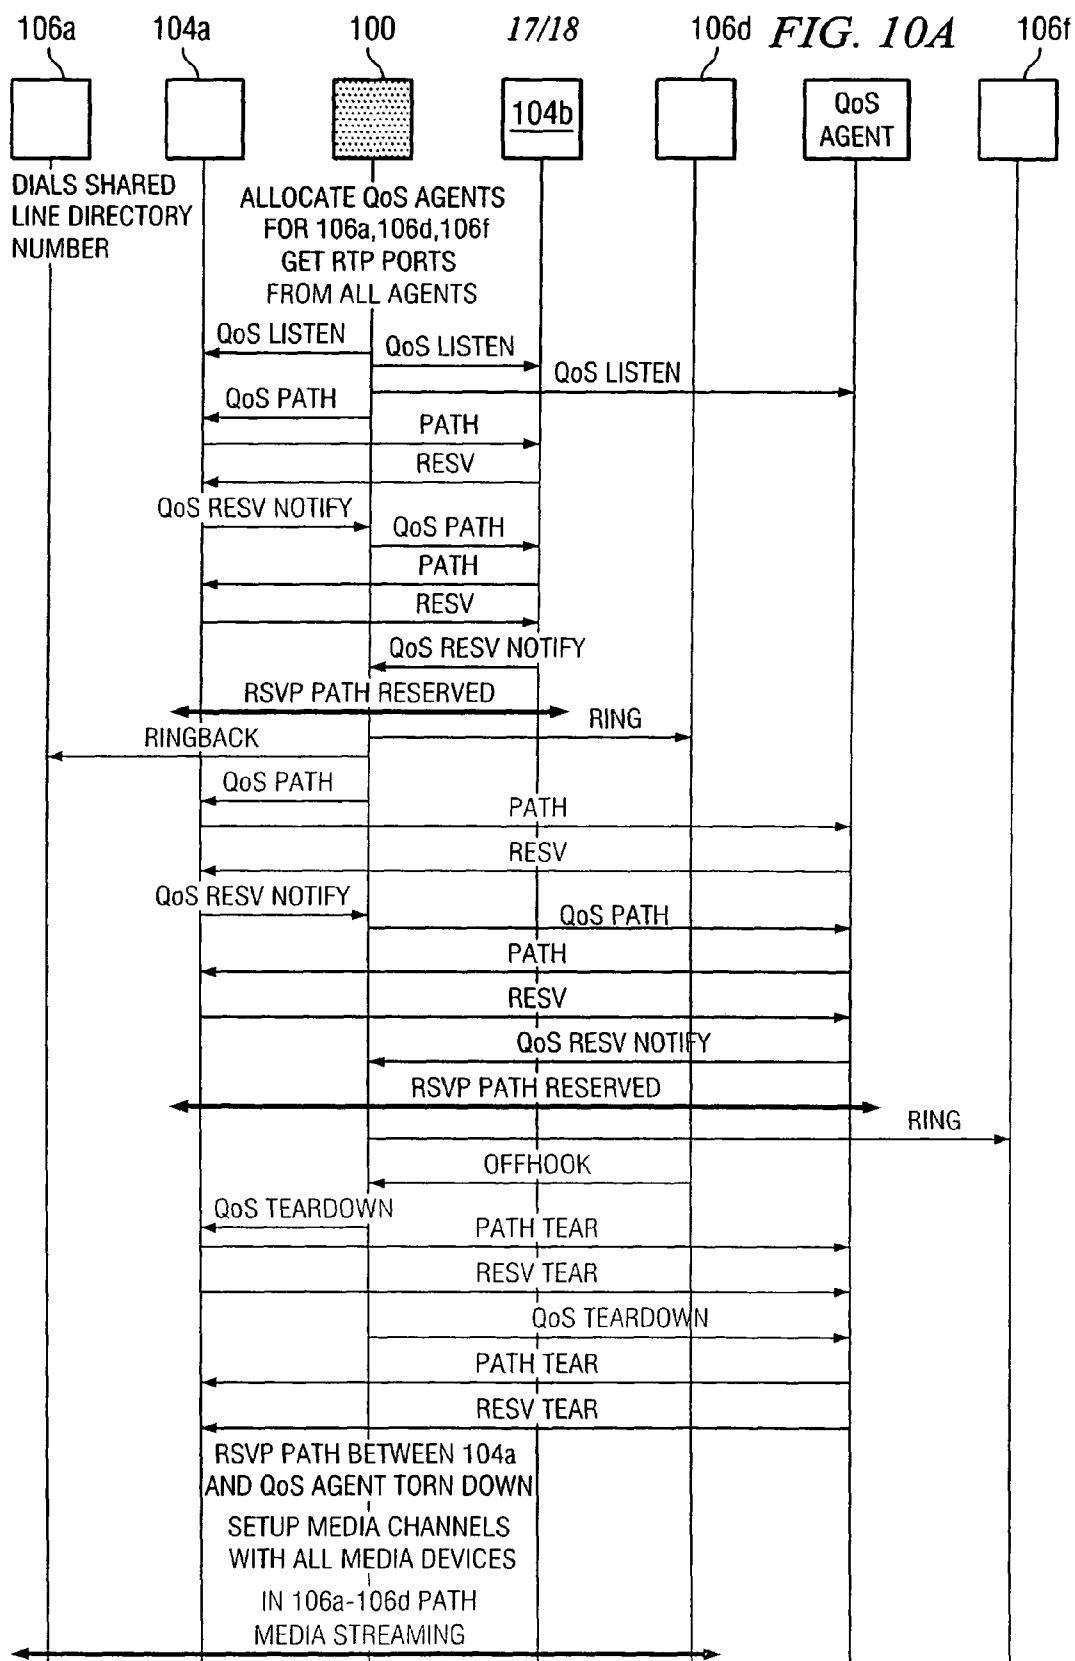 106a 104a 100 17/18 106d FIG. 10A 106f
104b
QoS
AGENT
DIALS SHARED
LINE DIRECTORY
NUMBER
ALLOCATE QoS AGENTS
FOR 106a,106d,106f
GET RTP PORTS
FROM ALL AGENTS
QoS LISTEN
QoS LISTEN
QoS LISTEN
QoS PATH
PATH
RESV
QoS RESV NOTIFY
QoS PATH
PATH
RESV
QoS RESV NOTIFY
RSVP PATH RESERVED
RING
RINGBACK
QoS PATH
PATH
RESV
QoS RESV NOTIFY
QoS PATH
PATH
RESV
QoS RESV NOTIFY
RSVP PATH RESERVED
RING
OFFHOOK
QoS TEARDOWN
PATH TEAR
RESV TEAR
QoS TEARDOWN
PATH TEAR
RESV TEAR
RSVP PATH BETWEEN 104a
AND QoS AGENT TORN DOWN
SETUP MEDIA CHANNELS
WITH ALL MEDIA DEVICES
IN 106a-106d PATH
MEDIA STREAMING